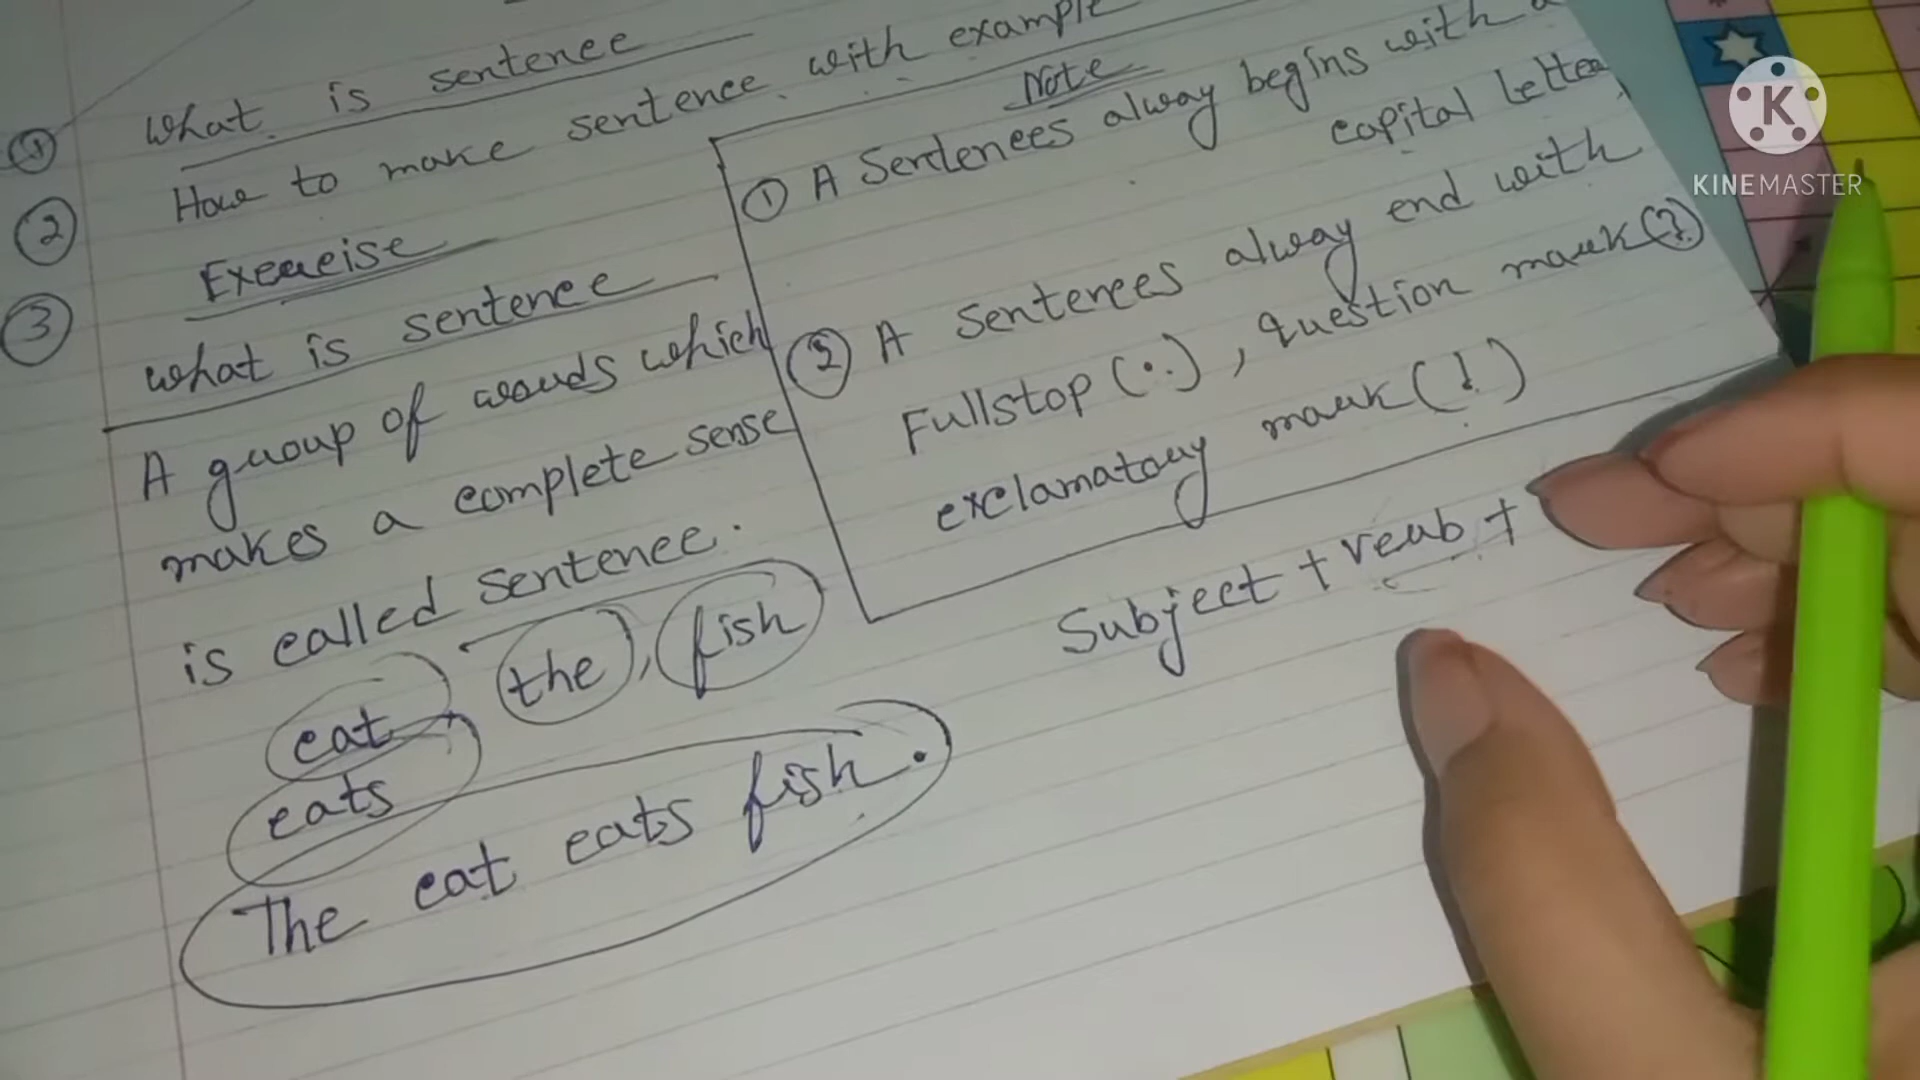 ① What is sentence
② How to make sentence with example
③ Exercise
What is sentence
A group of words which
makes a complete sense
is called sentence.
cat, the, fish
eats
The cat eats fish.
Note
① A Sentences alway begins with a
capital letter
② A Sentences alway end with
Fullstop (.), question mark (?)
exclamatory mark (!)
Subject + verb +
K
KINEMASTER